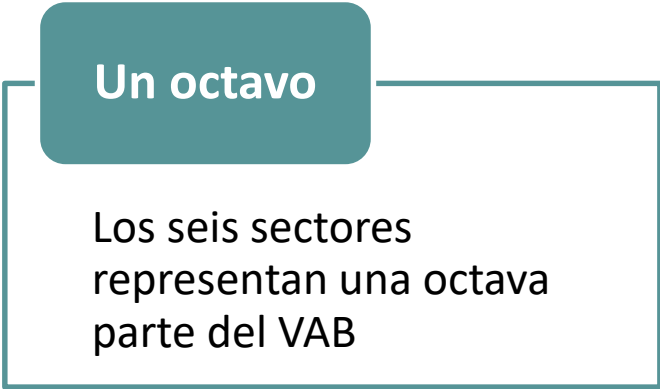 Un octavo
Los seis sectores
representan una octava
parte del VAB